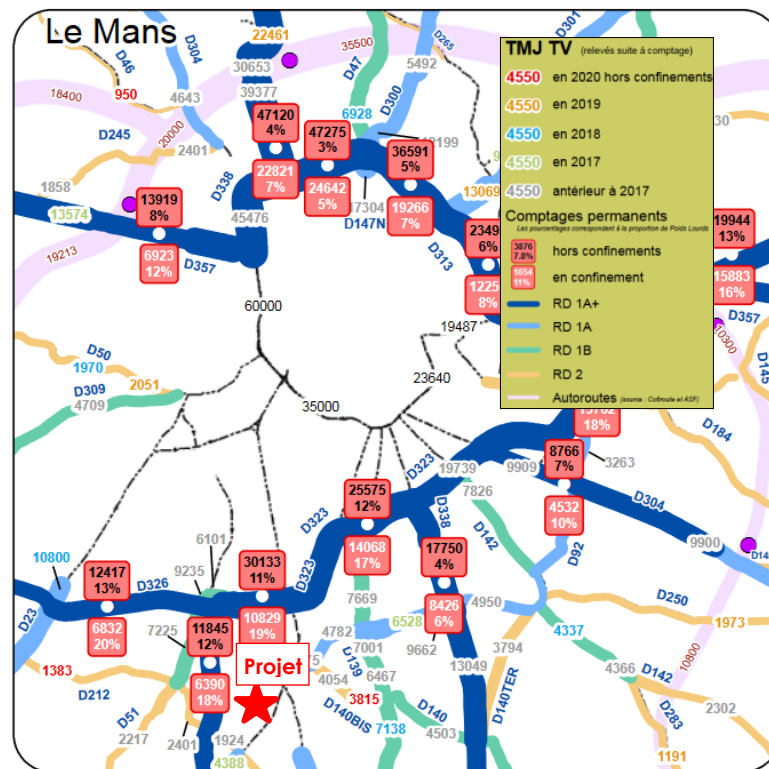 Le Mans
D46
D304
22461
35500
D47
D265
D301
30653
5492
39377
18400
950
4643
D300
6928
20000
D245
2401
47120
4%
47275
3%
36591
5%
22821
7%
24642
5%
19266
7%
17304
D147N
13069
1858
13574
13919
8%
6923
12%
D338
45476
D357
19213
D313
6%
8%
TMJ TV (relevés suite à comptage)
4550 en 2020 hors confinements
4550 en 2019
4550 en 2018
4550 en 2017
4550 antérieur à 2017
Comptages permanents
Les pourcentages correspondent à la proportion de Poids Lourds
3876
7.8%
hors confinements
1654
11%
en confinement
RD 1A+
RD 1A
RD 1B
RD 2
Autoroutes (source : Cofiroute et ASF)
19944
13%
15883
16%
D357
10300
D145
60000
19487
23640
35000
D50
1970
2051
D309
4709
18%
D184
8766
7%
3263
4532
10%
9909
D304
9900
19739
D323
7826
D142
D92
25575
12%
14068
17%
D323
D338
17750
4%
8426
6%
D250
1973
10800
6101
9235
12417
13%
6832
20%
D326
30133
11%
10829
19%
D323
D23
7225
11845
12%
6390
18%
7669
4782
6528
4950
7001
9662
D139
4337
3794
13049
D140TER
4366
D142
2302
D283
1191
10800
1383
D212
D51
2217
2401
1924
4388
Projet
4054
3815
D140BIS
6467
7138
D140
4503